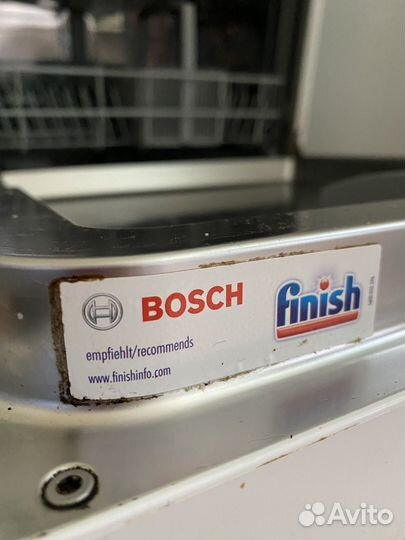 BOSCH
finish
empfiehlt/recommends
www.finishinfo.com
Avito